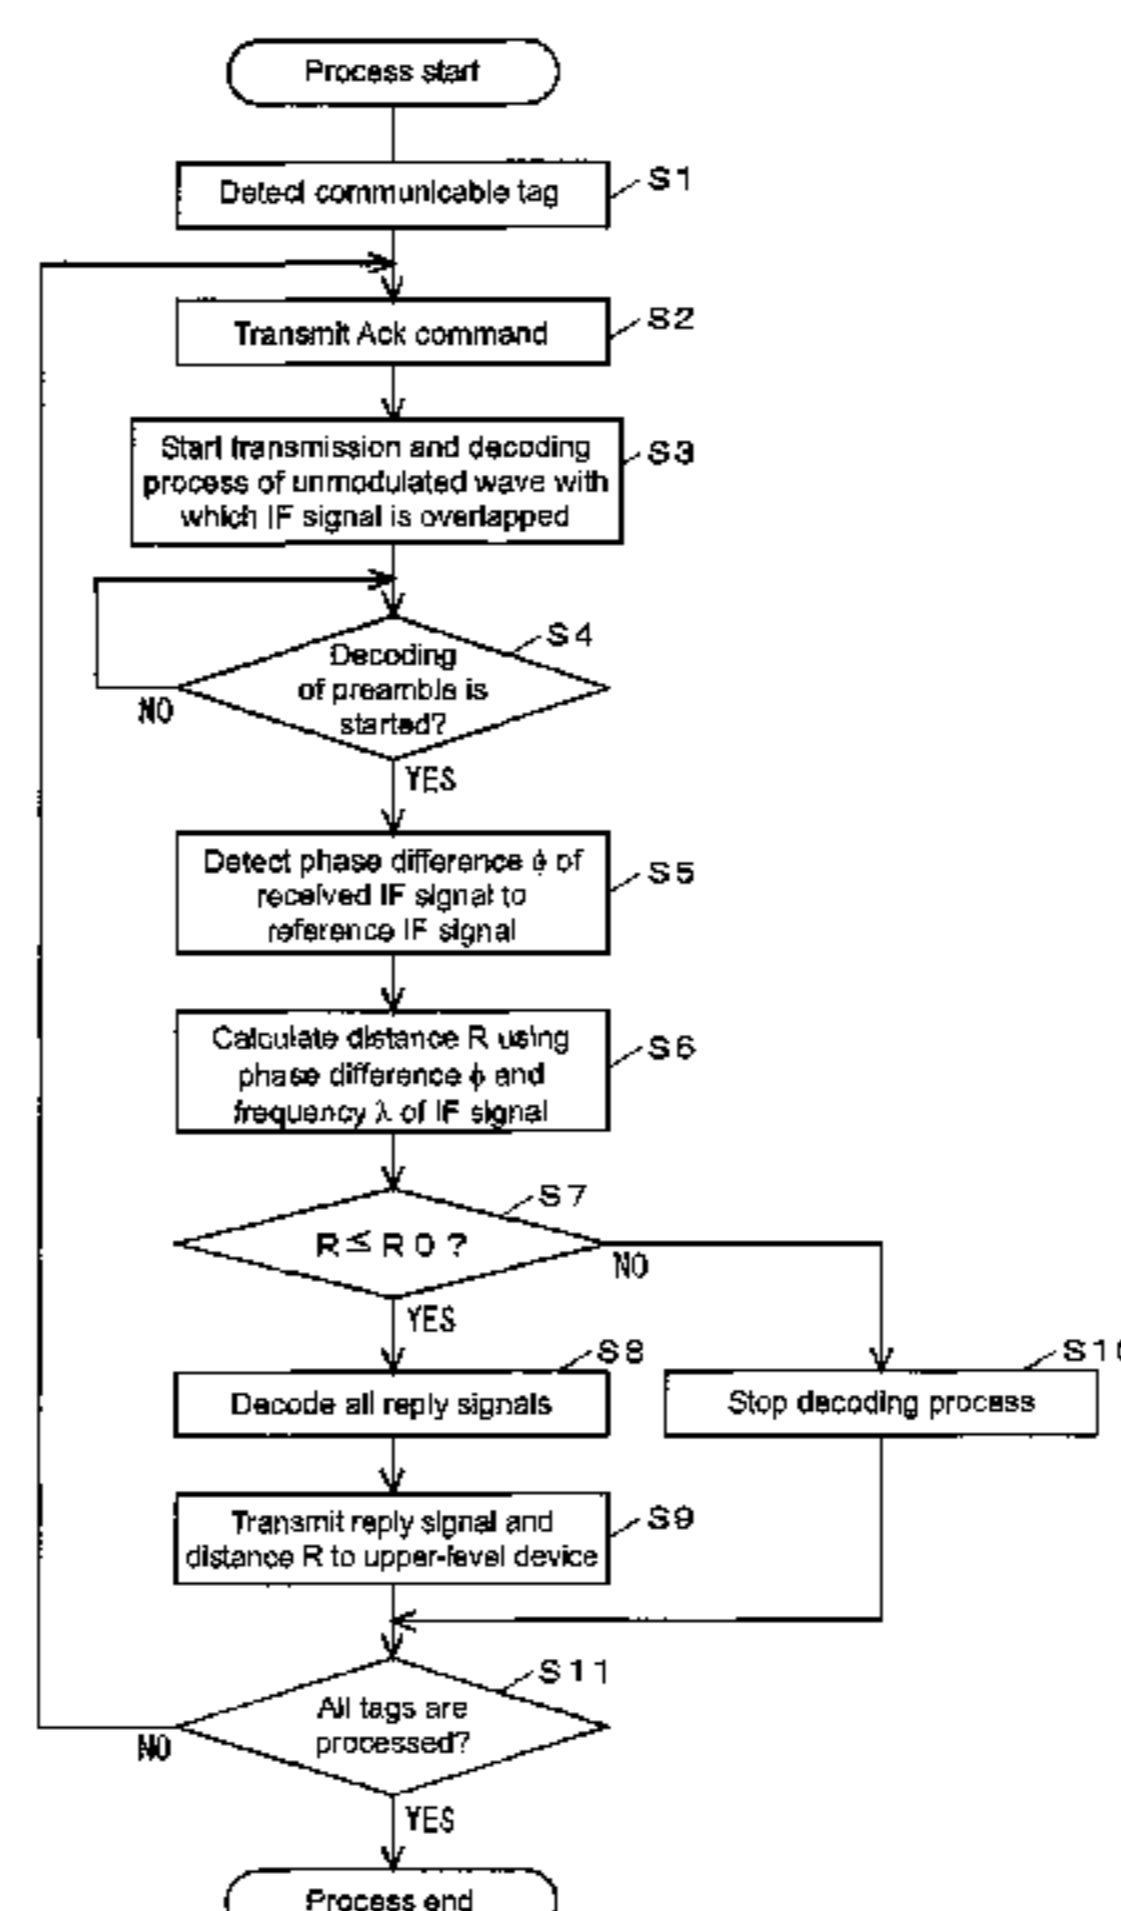 Process start
Detect communicable tag
S1
Transmit Ack command
S2
Start transmission and decoding
process of unmodulated wave with
which IF signal is overlapped
S3
S4
Decoding
of preamble is
started?
NO
YES
Detect phase difference ϕ of
received IF signal to
reference IF signal
S5
Calculate distance R using
phase difference ϕ and
frequency λ of IF signal
S6
S7
R ≦ R0 ?
NO
YES
S8
Decode all reply signals
S10
Stop decoding process
Transmit reply signal and
distance R to upper-level device
S9
S11
All tags are
processed?
NO
YES
Process end